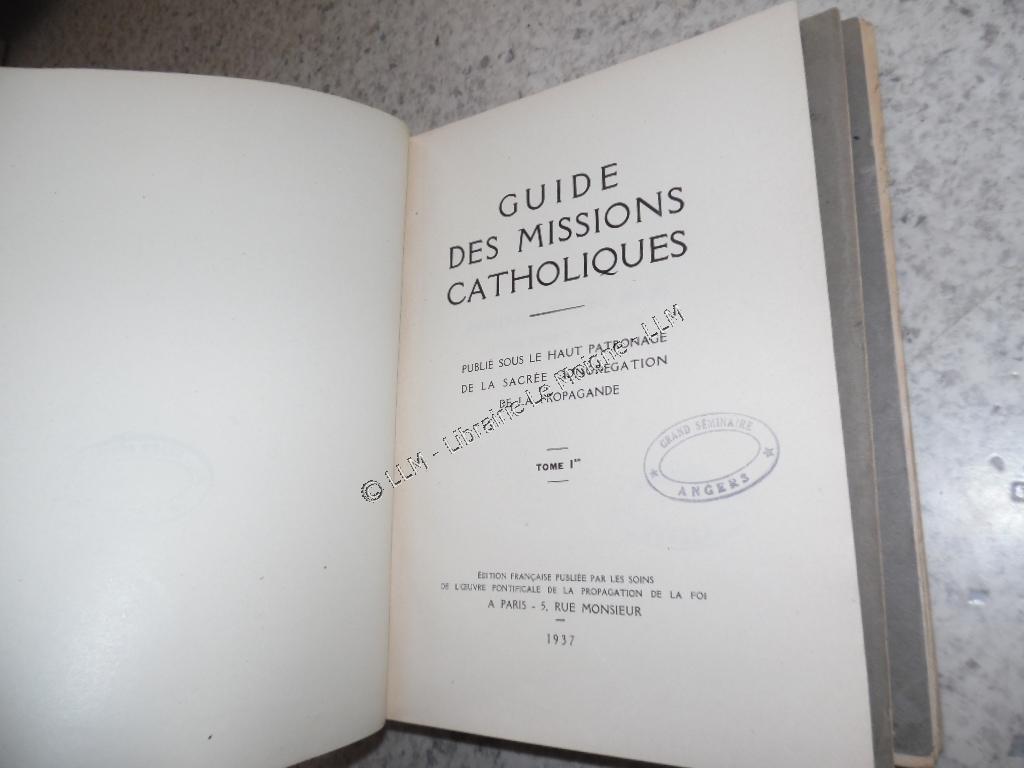 GUIDE
DES MISSIONS
CATHOLIQUES
PUBLIÉ SOUS LE HAUT PATRONAGE
DE LA SACRÉE CONGRÉGATION
DE LA PROPAGANDE
© LLM - Librairie Le Moigne - LLM
TOME Iᵉʳ
GRAND SÉMINAIRE
★ ANGERS ★
ÉDITION FRANÇAISE PUBLIÉE PAR LES SOINS
DE L'ŒUVRE PONTIFICALE DE LA PROPAGATION DE LA FOI
A PARIS - 5, RUE MONSIEUR
1937